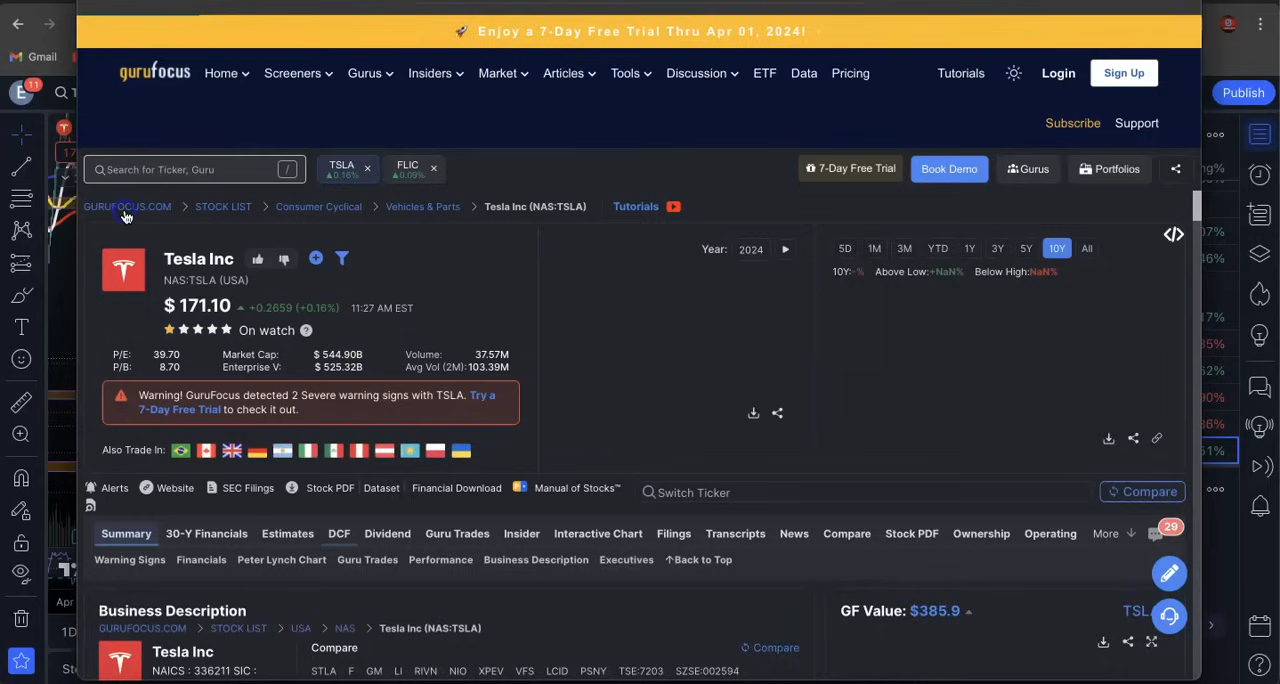 🚀 Enjoy a 7-Day Free Trial Thru Apr 01, 2024!
Gmail
gurufocus Home Screeners Gurus Insiders Market Articles Tools Discussion ETF Data Pricing Tutorials Login Sign Up
E 11
Publish
Subscribe Support
Search for Ticker, Guru /
TSLA ×
▲0.16%
FLIC ×
▲0.09%
7-Day Free Trial Book Demo Gurus Portfolios
GURUFOCUS.COM > STOCK LIST > Consumer Cyclical > Vehicles & Parts > Tesla Inc (NAS:TSLA) Tutorials
Tesla Inc
NAS:TSLA (USA)
$ 171.10 +0.2659 (+0.16%) 11:27 AM EST
On watch ?
P/E: 39.70 Market Cap: $ 544.90B Volume: 37.57M
P/B: 8.70 Enterprise V: $ 525.32B Avg Vol (2M): 103.39M
Warning! GuruFocus detected 2 Severe warning signs with TSLA. Try a
7-Day Free Trial to check it out.
Also Trade In:
Year: 2024
5D 1M 3M YTD 1Y 3Y 5Y 10Y All
10Y:-% Above Low:+NaN% Below High:NaN%
Alerts Website SEC Filings Stock PDF Dataset Financial Download Manual of Stocks™ Switch Ticker Compare
Summary 30-Y Financials Estimates DCF Dividend Guru Trades Insider Interactive Chart Filings Transcripts News Compare Stock PDF Ownership Operating More 29
Warning Signs Financials Peter Lynch Chart Guru Trades Performance Business Description Executives Back to Top
Business Description
GURUFOCUS.COM > STOCK LIST > USA > NAS > Tesla Inc (NAS:TSLA)
Tesla Inc
NAICS : 336211 SIC :
Compare
Compare
STLA F GM LI RIVN NIO XPEV VFS LCID PSNY TSE:7203 SZSE:002594
GF Value: $385.9
TSL
Apr
1D